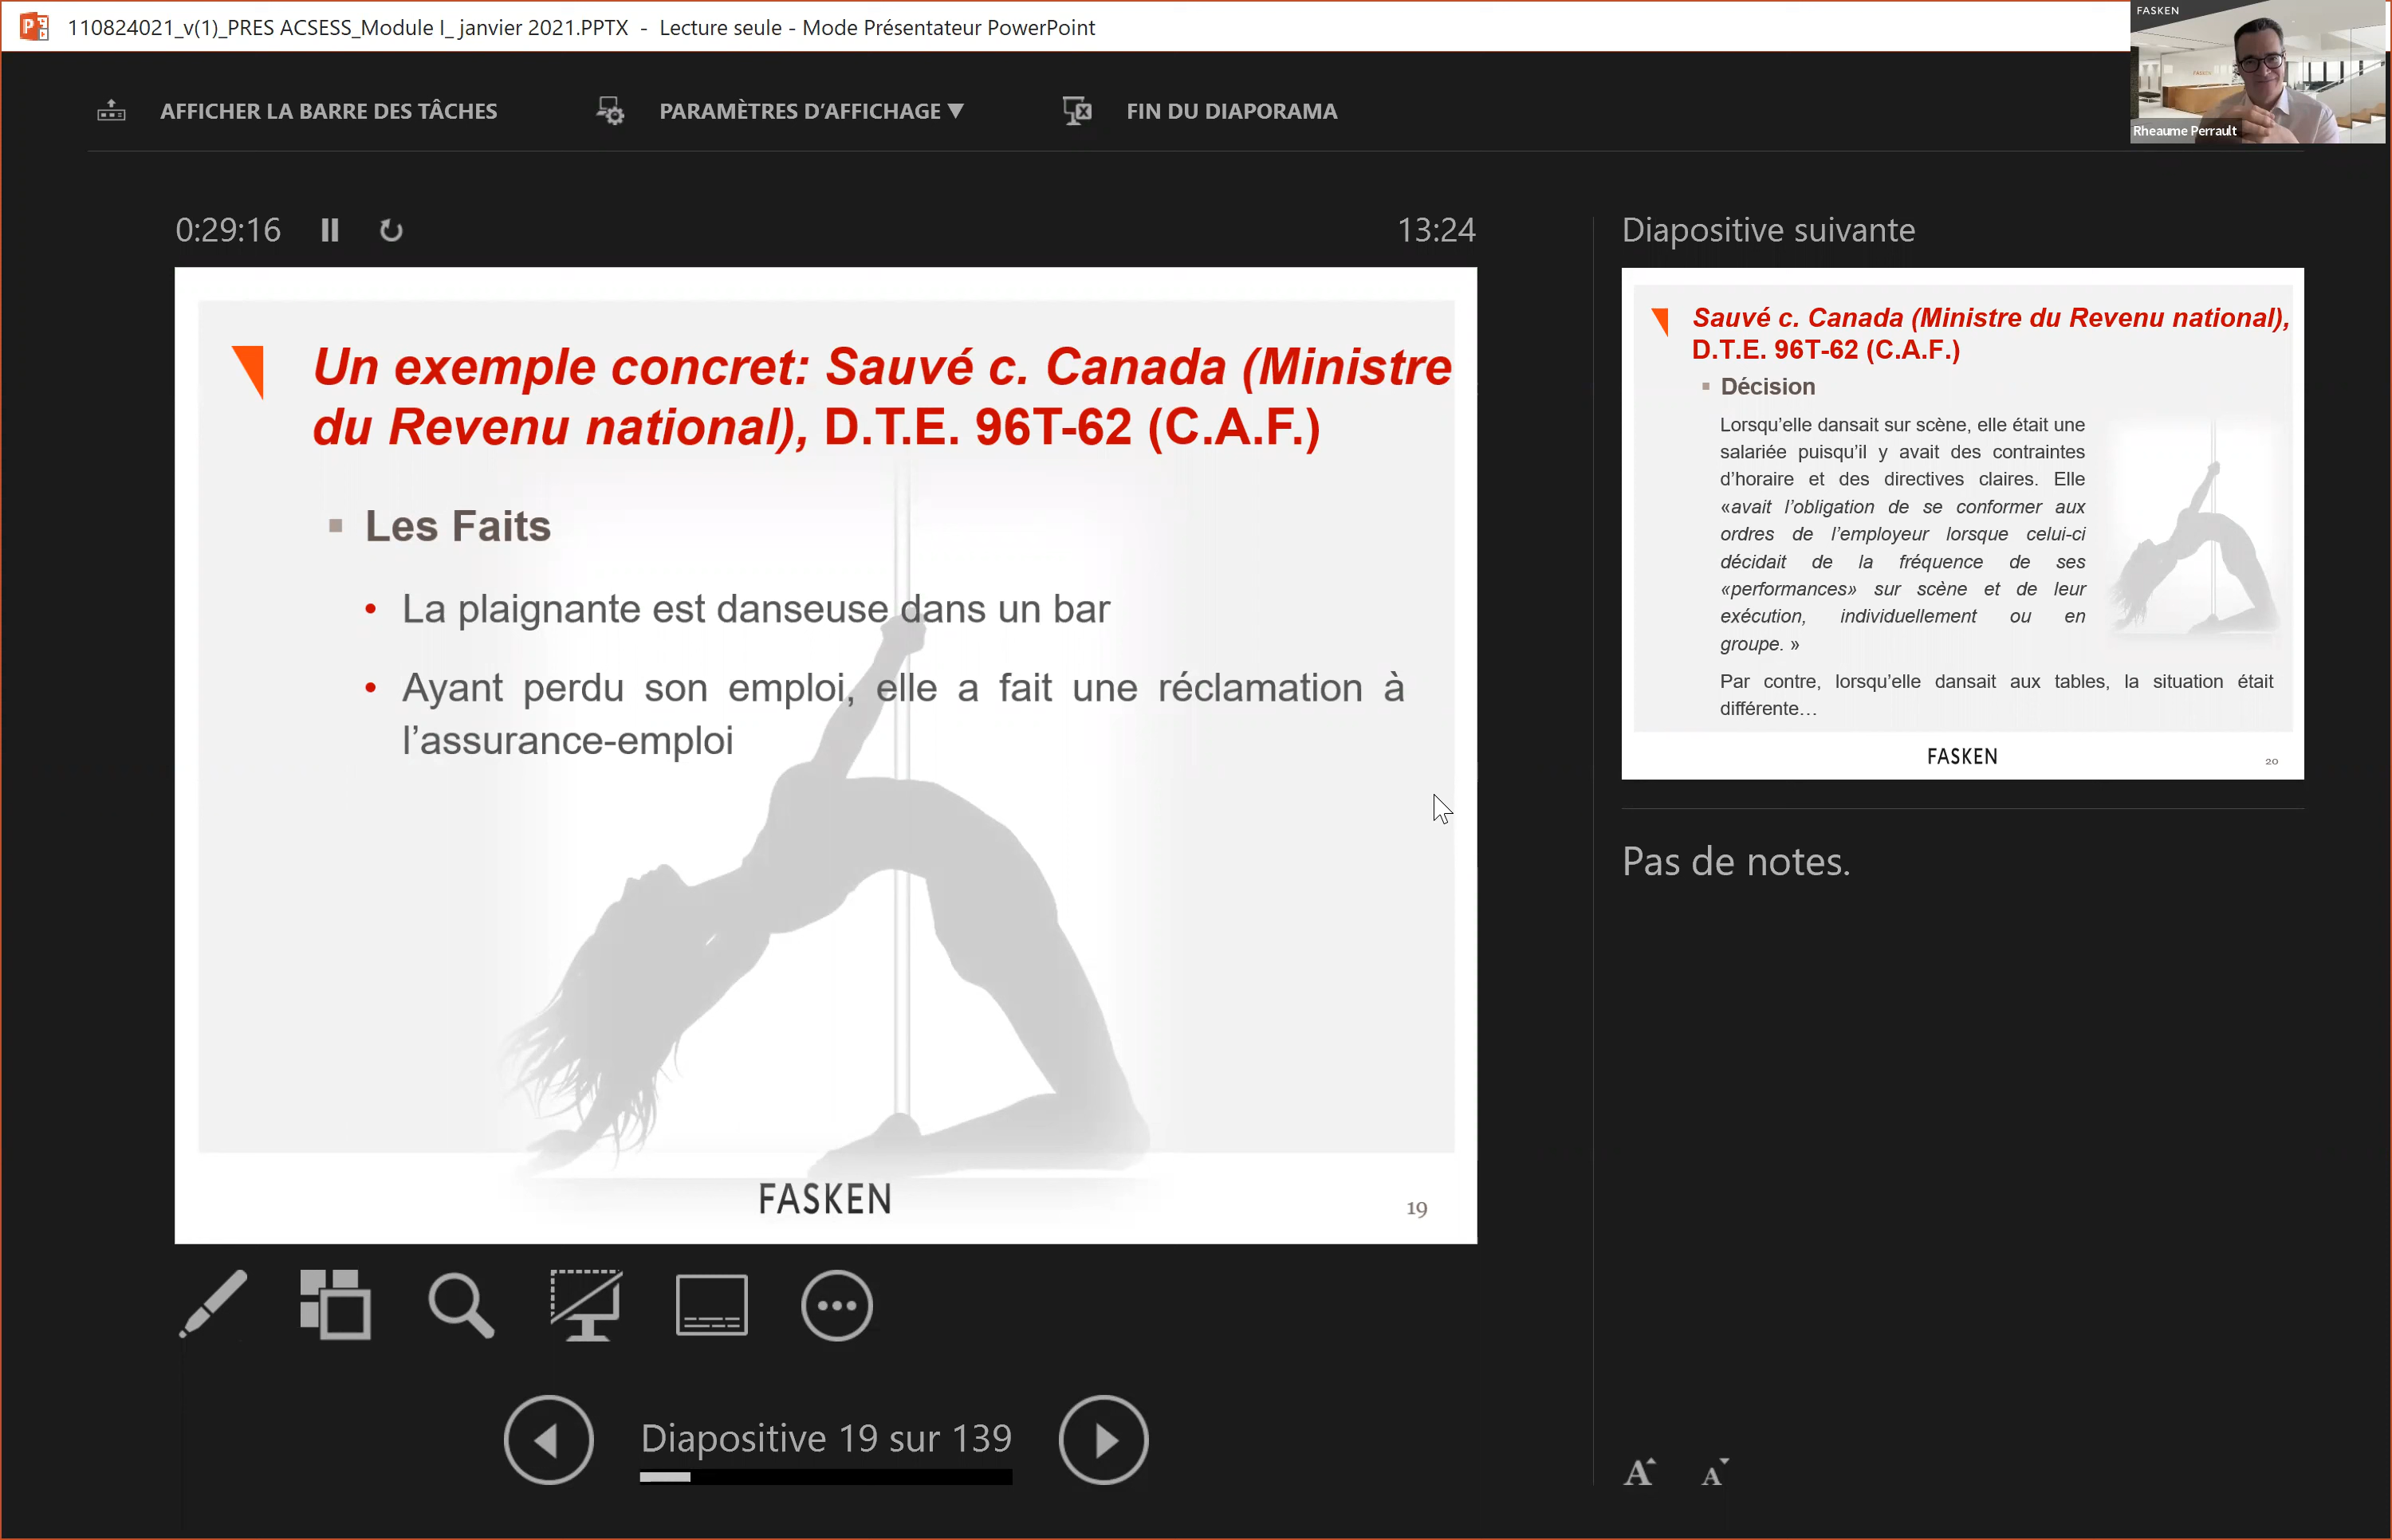 110824021_v(1)_PRES ACSESS_Module I_ janvier 2021.PPTX - Lecture seule - Mode Présentateur PowerPoint
FASKEN
Rheaume Perrault
AFFICHER LA BARRE DES TÂCHES
PARAMÈTRES D’AFFICHAGE ▼
FIN DU DIAPORAMA
0:29:16
13:24
Un exemple concret: Sauvé c. Canada (Ministre
du Revenu national), D.T.E. 96T-62 (C.A.F.)
Les Faits
La plaignante est danseuse dans un bar
Ayant perdu son emploi, elle a fait une réclamation à
l’assurance-emploi
FASKEN
19
Diapositive 19 sur 139
Diapositive suivante
Sauvé c. Canada (Ministre du Revenu national),
D.T.E. 96T-62 (C.A.F.)
Décision
Lorsqu’elle dansait sur scène, elle était une
salariée puisqu’il y avait des contraintes
d’horaire et des directives claires. Elle
«avait l’obligation de se conformer aux
ordres de l’employeur lorsque celui-ci
décidait de la fréquence de ses
«performances» sur scène et de leur
exécution, individuellement ou en
groupe. »
Par contre, lorsqu’elle dansait aux tables, la situation était
différente…
FASKEN
20
Pas de notes.
A A